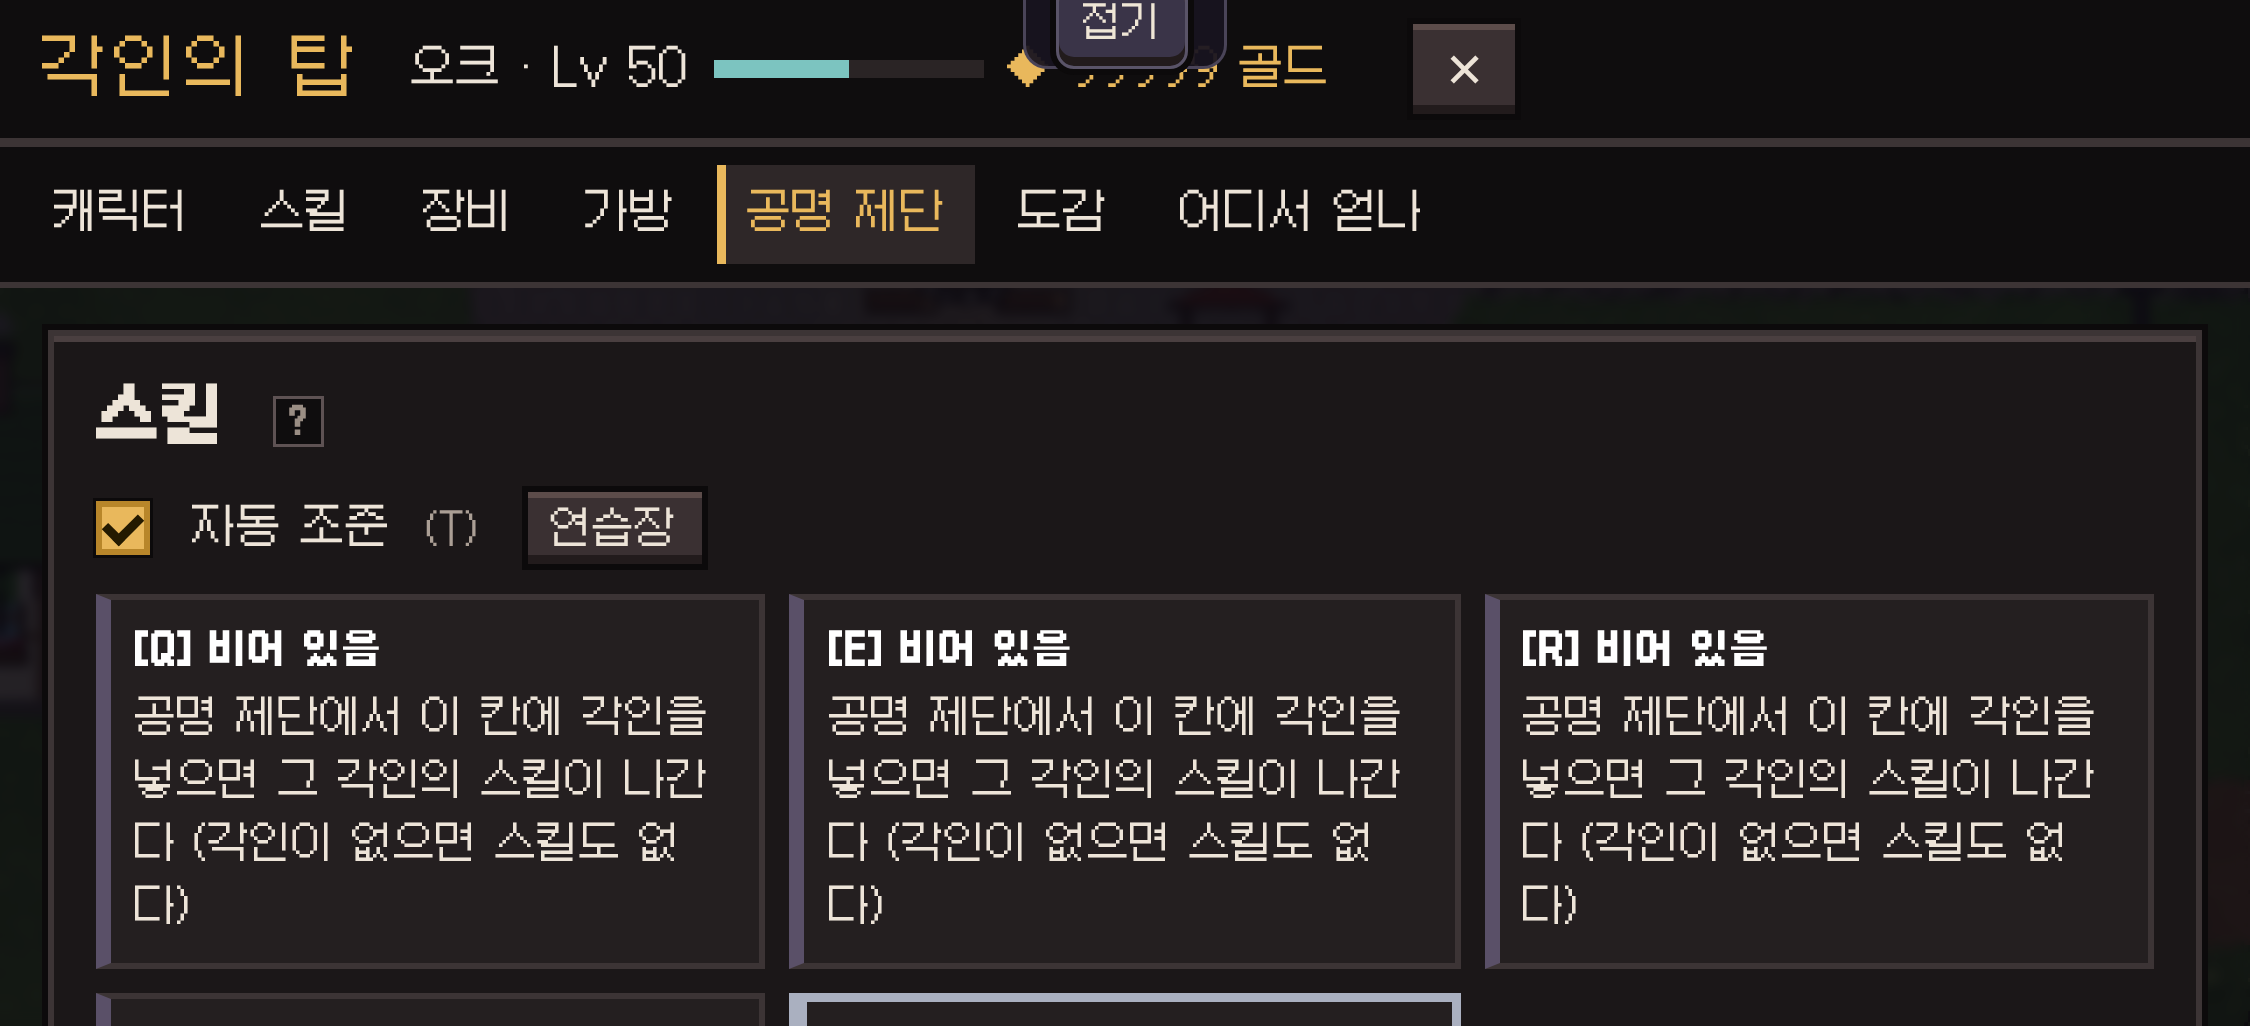 접기
각인의 탑 오크 · Lv 50 골드 ×
캐릭터 스킬 장비 가방 공명 제단 도감 어디서 얻나
스킬 ?
자동 조준 (T) 연습장
[Q] 비어 있음
공명 제단에서 이 칸에 각인을
넣으면 그 각인의 스킬이 나간
다 (각인이 없으면 스킬도 없
다)
[E] 비어 있음
공명 제단에서 이 칸에 각인을
넣으면 그 각인의 스킬이 나간
다 (각인이 없으면 스킬도 없
다)
[R] 비어 있음
공명 제단에서 이 칸에 각인을
넣으면 그 각인의 스킬이 나간
다 (각인이 없으면 스킬도 없
다)